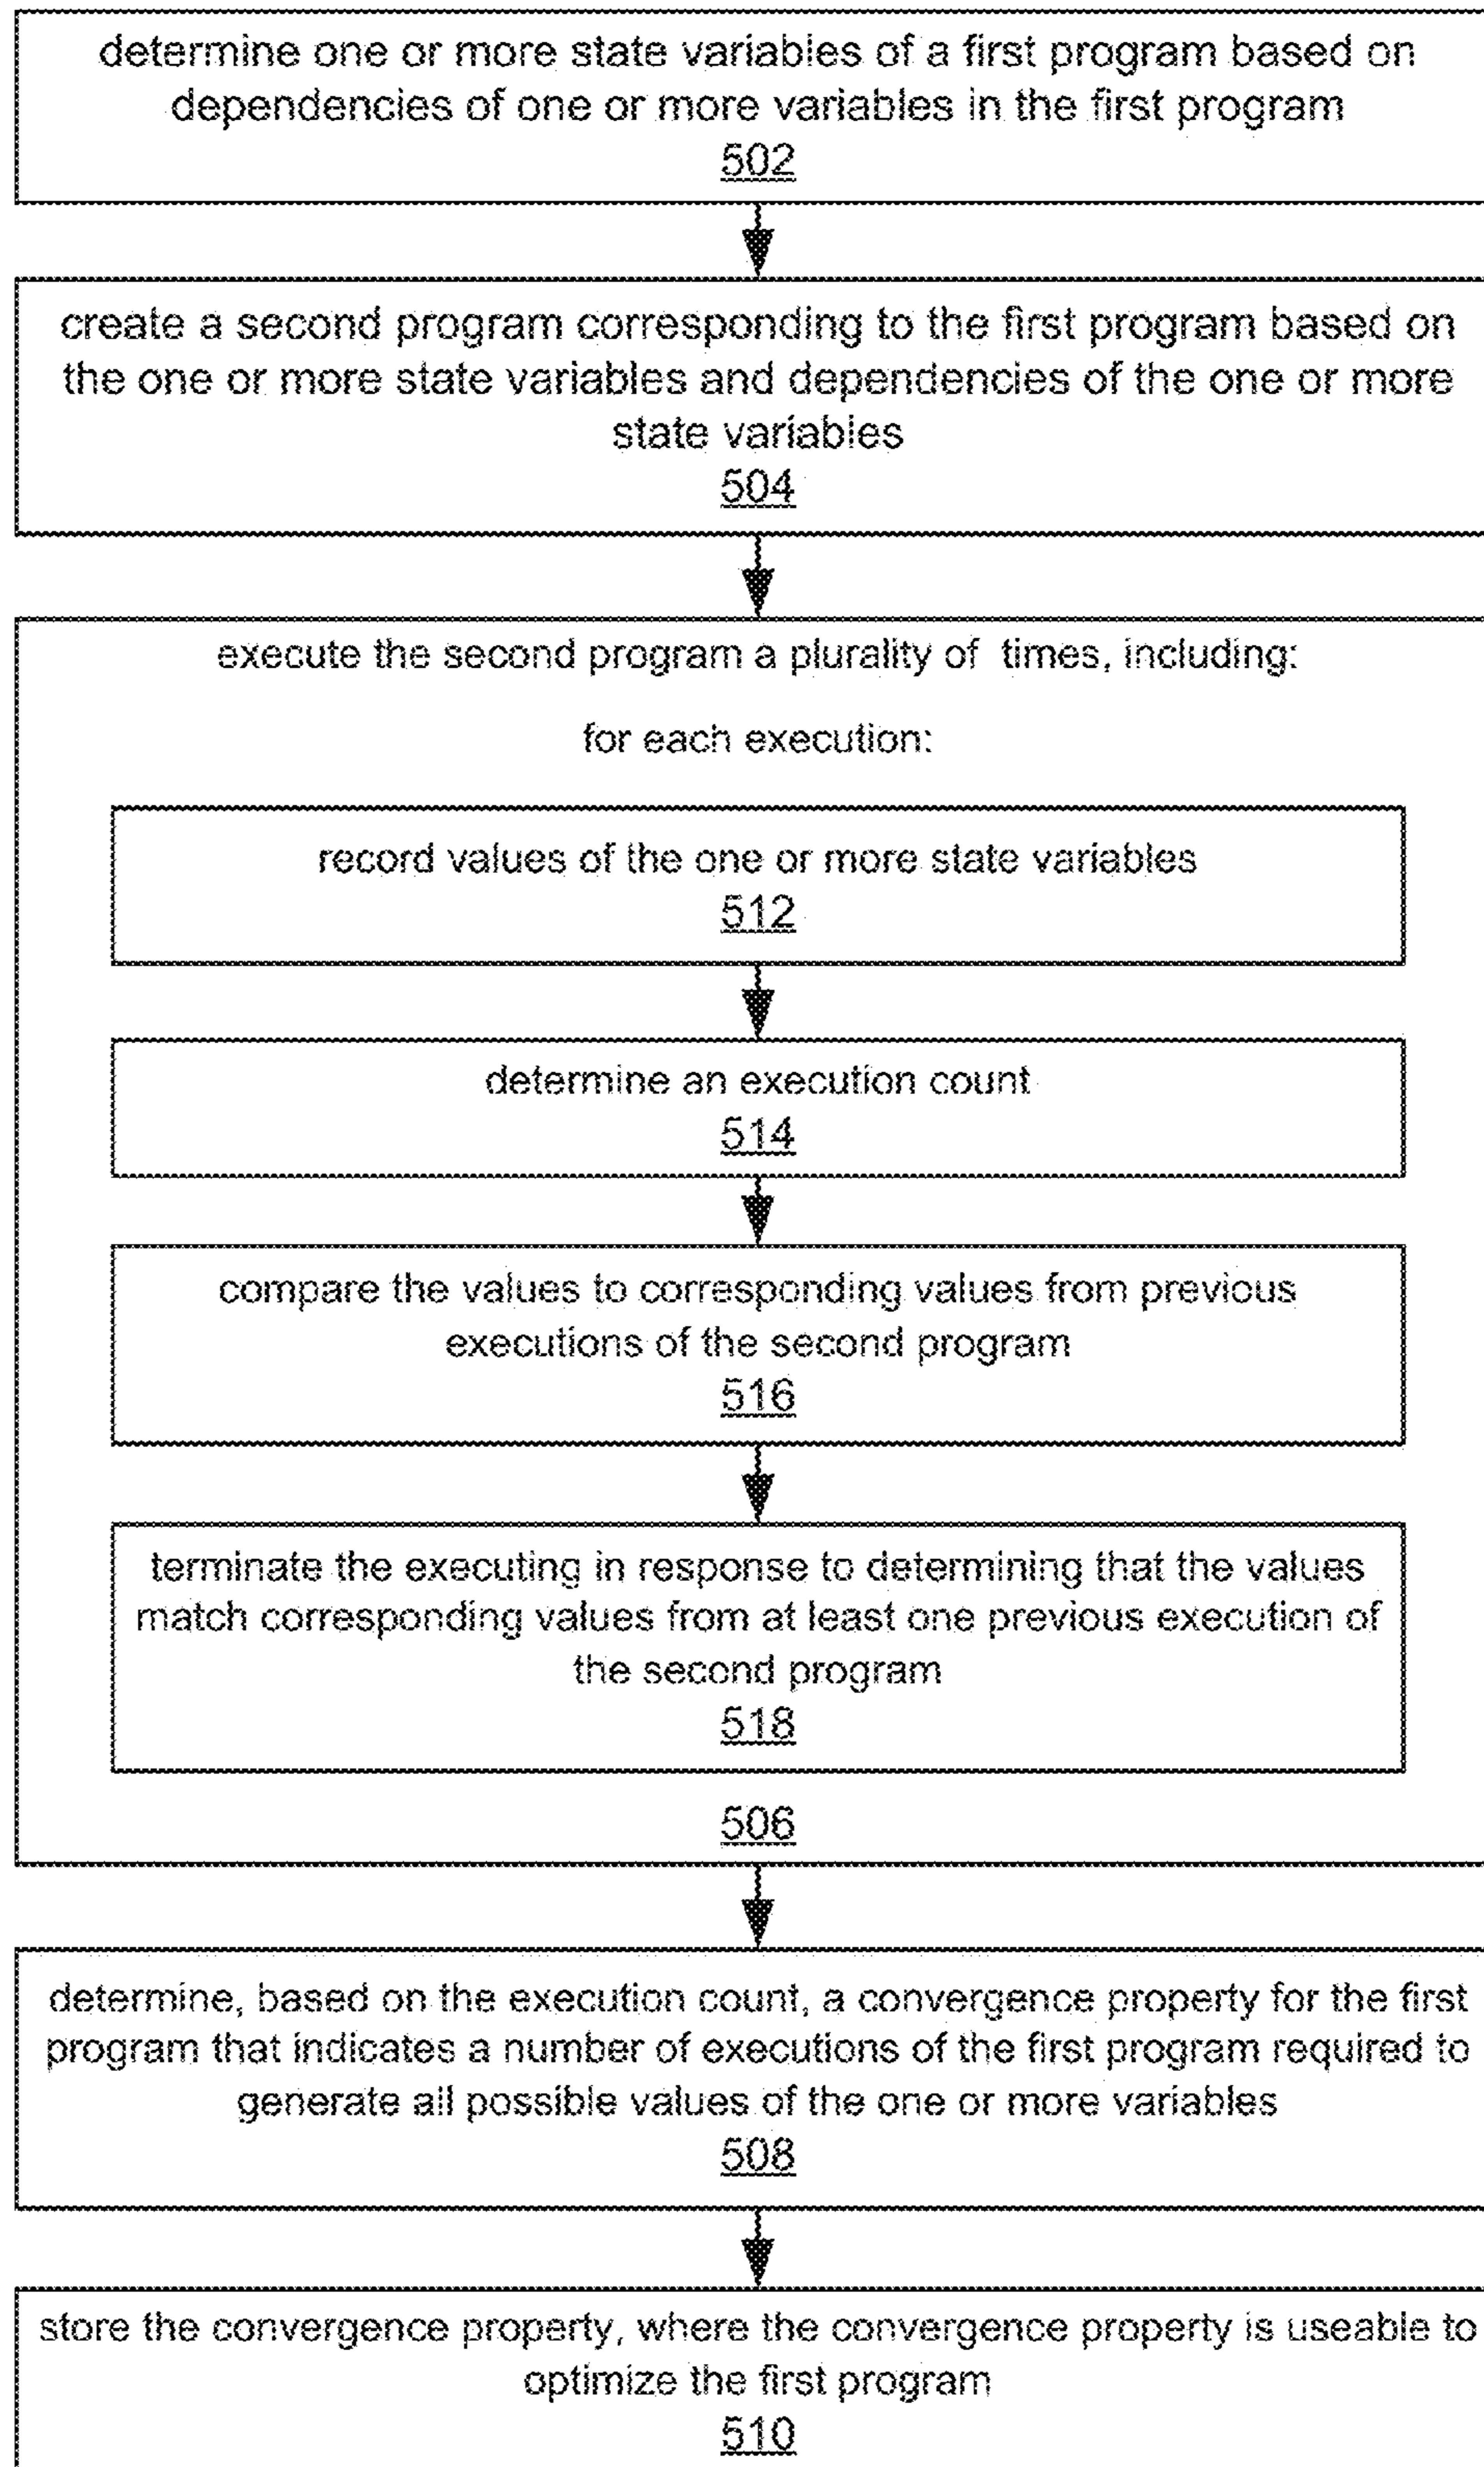 determine one or more state variables of a first program based on
dependencies of one or more variables in the first program
502
create a second program corresponding to the first program based on
the one or more state variables and dependencies of the one or more
state variables
504
execute the second program a plurality of times, including:
for each execution:
record values of the one or more state variables
512
determine an execution count
514
compare the values to corresponding values from previous
executions of the second program
516
terminate the executing in response to determining that the values
match corresponding values from at least one previous execution of
the second program
518
506
determine, based on the execution count, a convergence property for the first
program that indicates a number of executions of the first program required to
generate all possible values of the one or more variables
508
store the convergence property, where the convergence property is useable to
optimize the first program
510